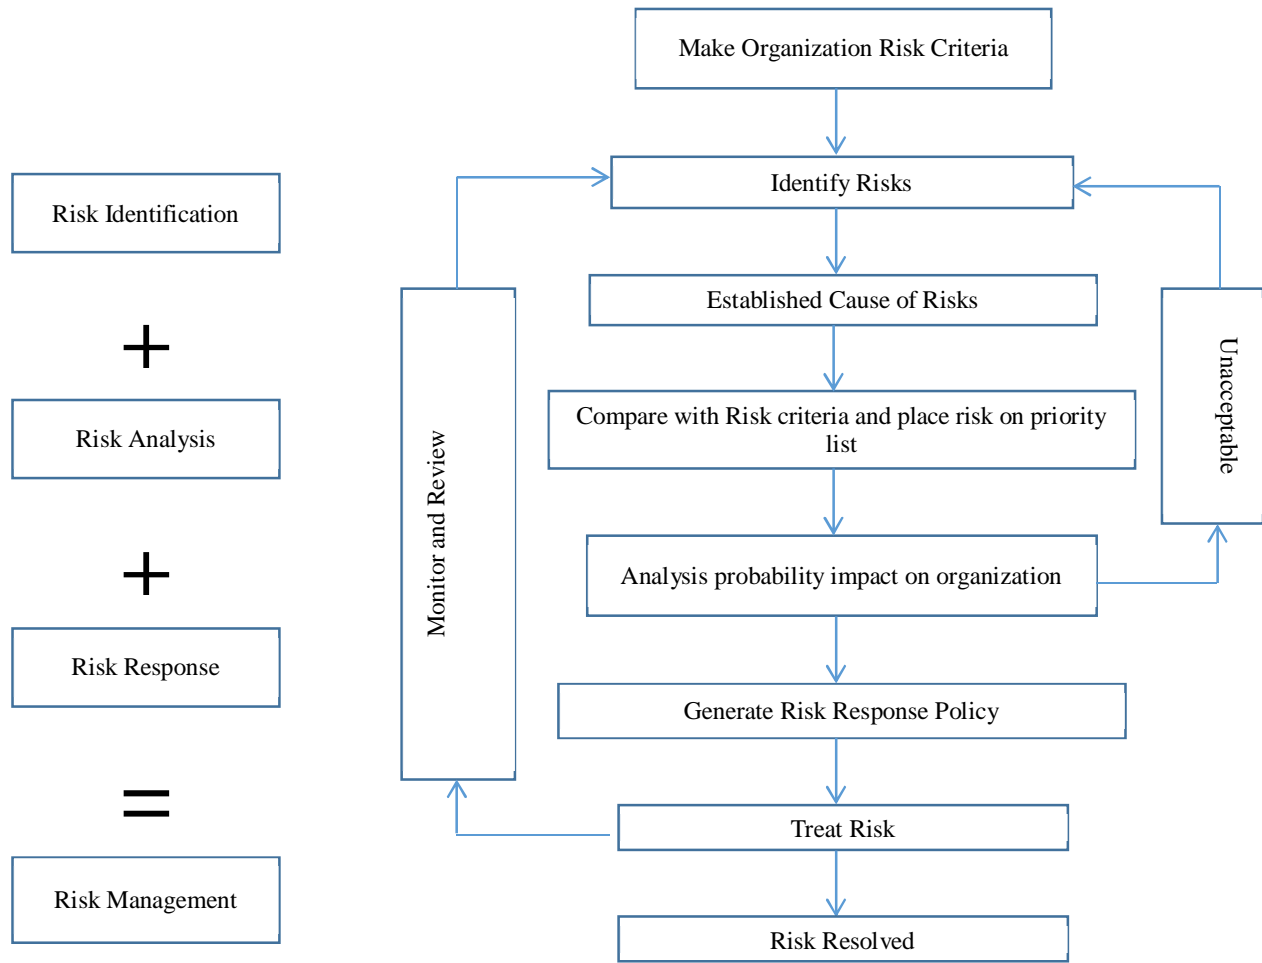 Make Organization Risk Criteria
Identify Risks
Risk Identification
Established Cause of Risks
Unacceptable
Compare with Risk criteria and place risk on priority
list
+
Risk Analysis
Monitor and Review
Analysis probability impact on organization
+
Risk Response
Generate Risk Response Policy
=
Treat Risk
Risk Management
Risk Resolved